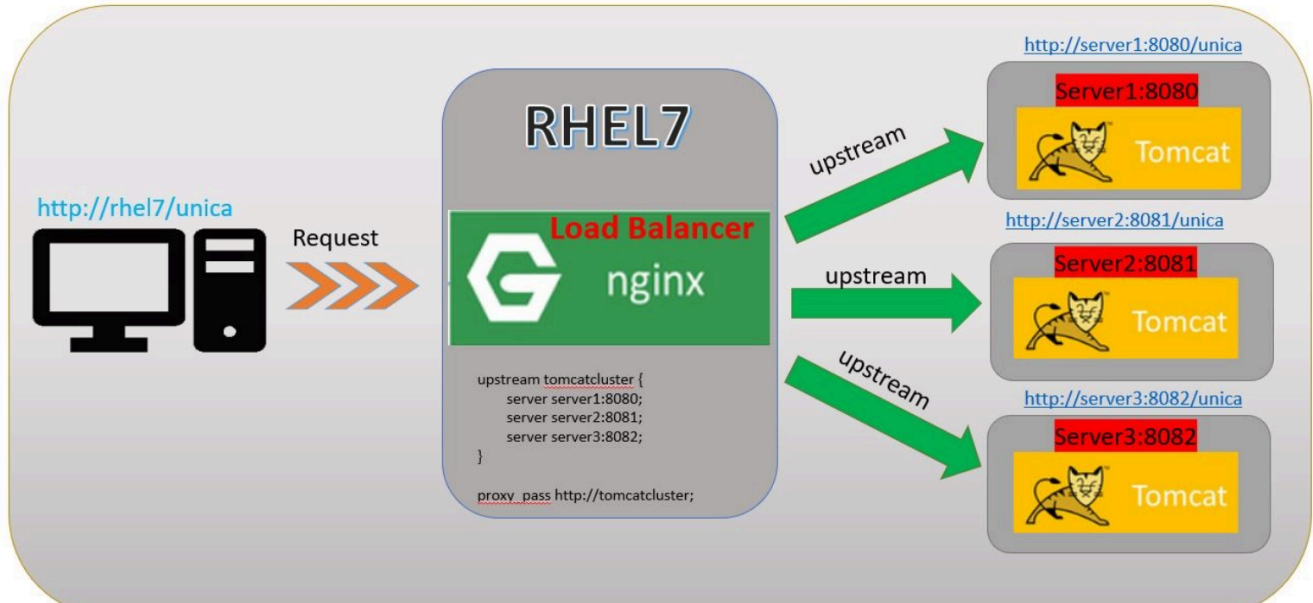 http://rhel7/unica
Request
RHEL7
Load Balancer
nginx
upstream tomcatcluster {
server server1:8080;
server server2:8081;
server server3:8082;
}
proxy_pass http://tomcatcluster;
upstream
upstream
upstream
http://server1:8080/unica
Server1:8080
Tomcat
http://server2:8081/unica
Server2:8081
Tomcat
http://server3:8082/unica
Server3:8082
Tomcat